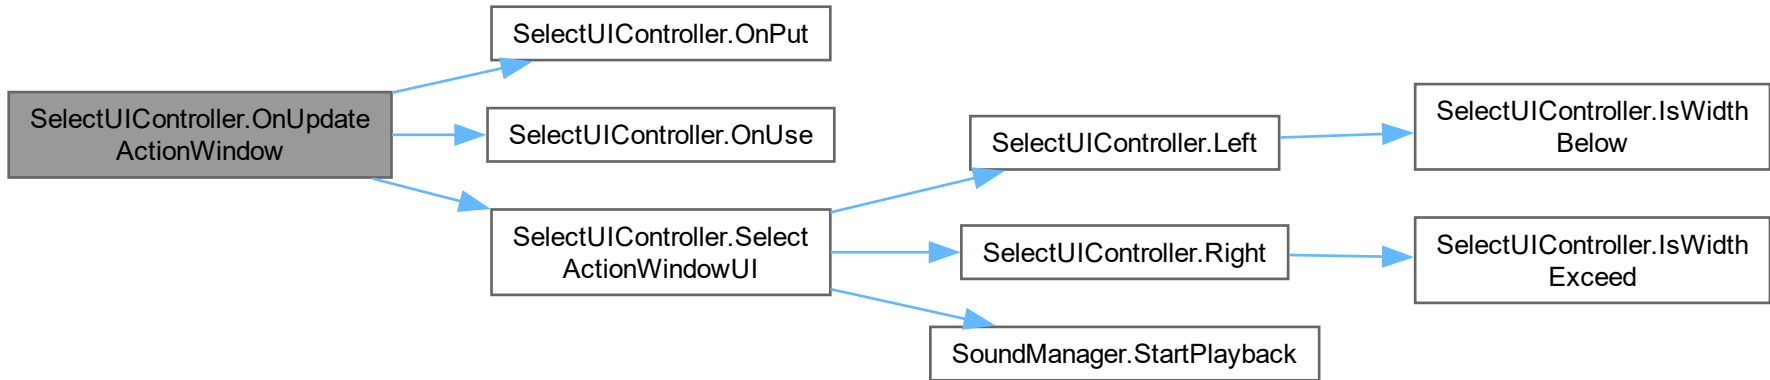 SelectUIController.OnPut
SelectUIController.OnUpdate
ActionWindow
SelectUIController.OnUse
SelectUIController.Select
ActionWindowUI
SelectUIController.Left
SelectUIController.IsWidth
Below
SelectUIController.Right
SelectUIController.IsWidth
Exceed
SoundManager.StartPlayback